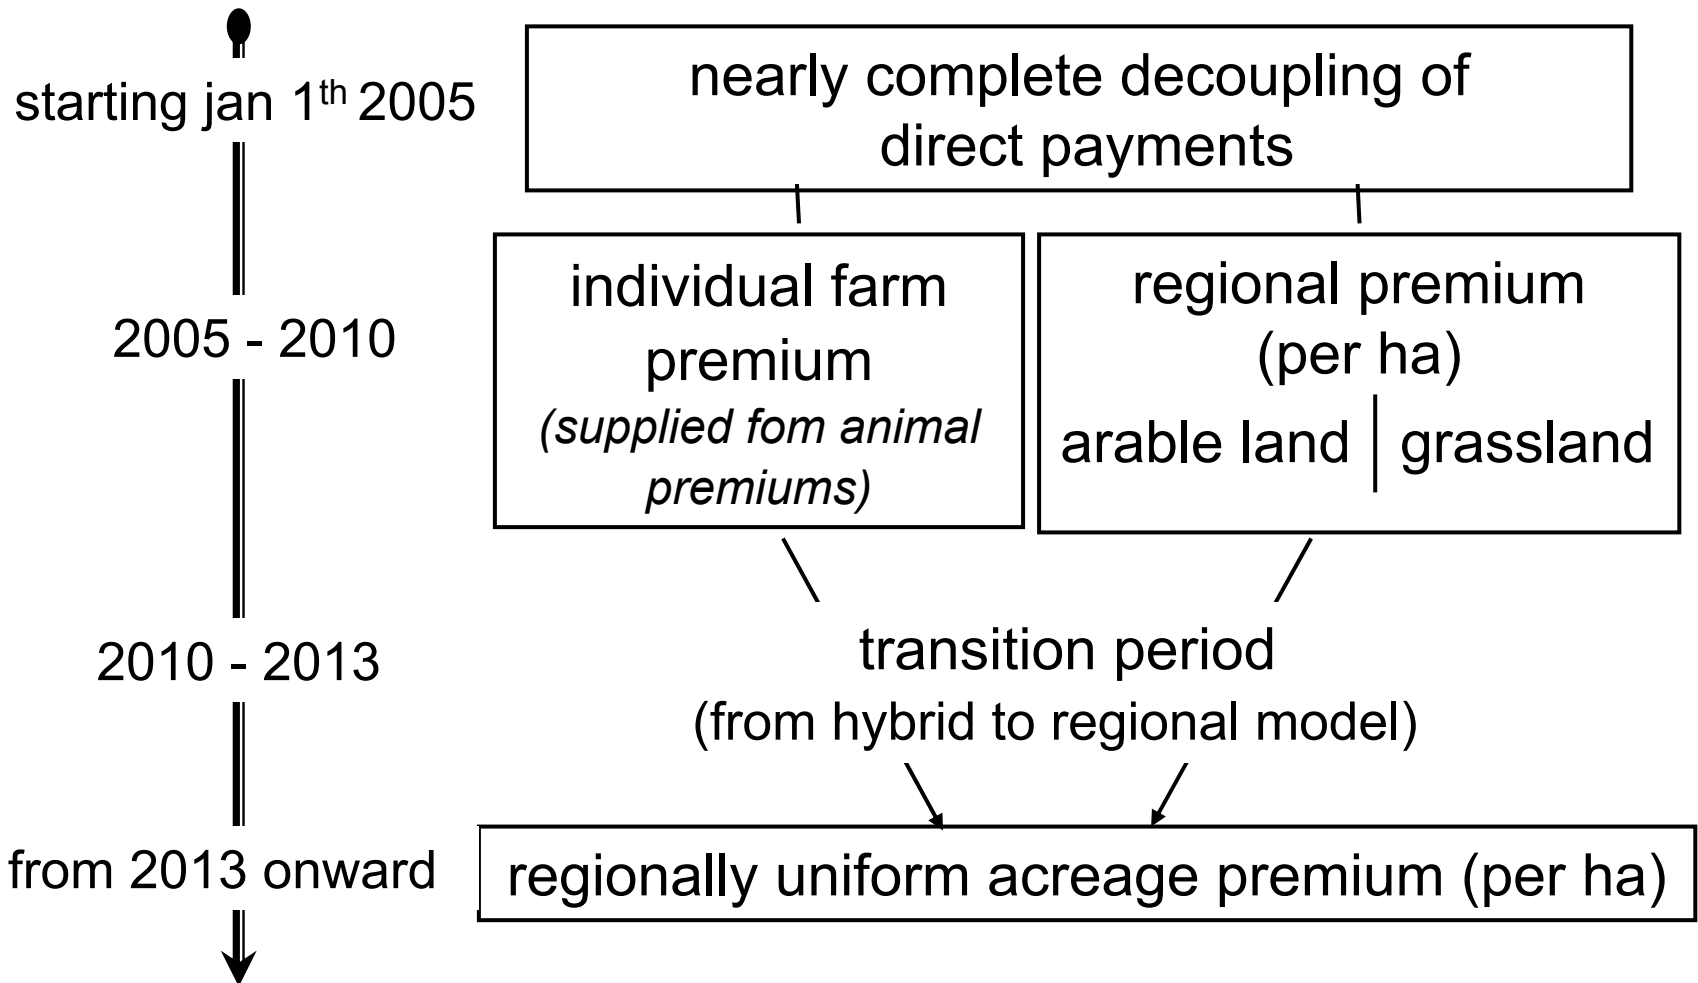 starting jan 1th 2005
nearly complete decoupling of
direct payments
2005 - 2010
individual farm
premium
(supplied fom animal
premiums)
regional premium
(per ha)
arable land | grassland
2010 - 2013
transition period
(from hybrid to regional model)
from 2013 onward
regionally uniform acreage premium (per ha)